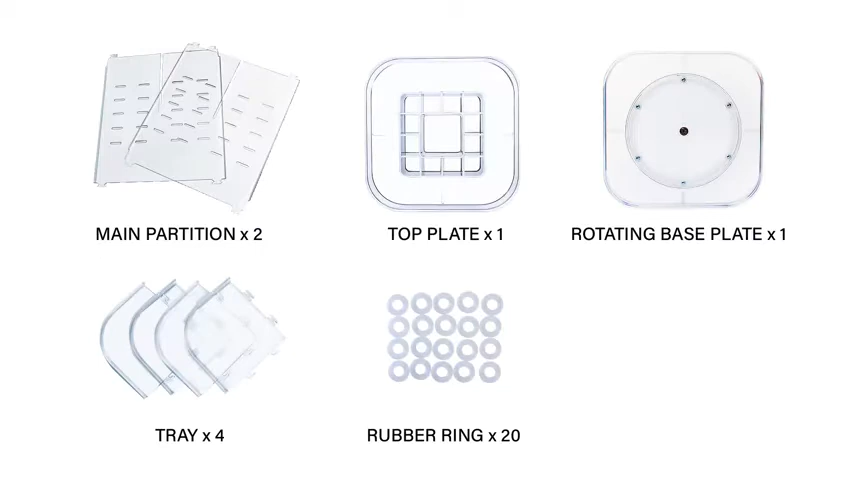 MAIN PARTITION x 2
TOP PLATE x 1
ROTATING BASE PLATE x 1
TRAY x 4
RUBBER RING x 20